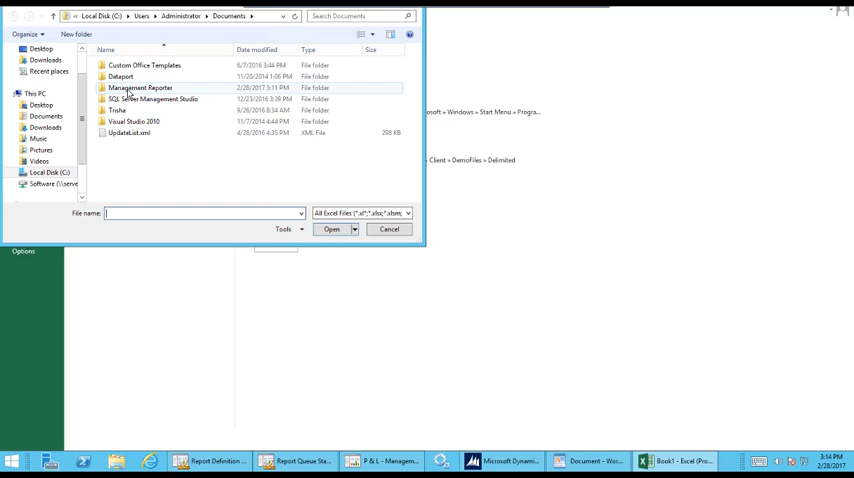 « Local Disk (C:) › Users › Administrator › Documents › Search Documents
Organize New folder
Desktop
Downloads
Recent places
This PC
Desktop
Documents
Downloads
Music
Pictures
Videos
Local Disk (C:)
Software (\\serve
Name Date modified Type Size
Custom Office Templates 6/7/2016 3:44 PM File folder
Dataport 11/20/2014 1:06 PM File folder
Management Reporter 2/28/2017 3:11 PM File folder
SQL Server Management Studio 12/23/2016 3:39 PM File folder
Trisha 9/26/2016 8:34 AM File folder
Visual Studio 2010 11/7/2014 4:44 PM File folder
UpdateList.xml 4/28/2016 4:35 PM XML File 298 KB
File name: All Excel Files (*.xl*;*.xlsx;*.xlsm;
Tools Open Cancel
osoft » Windows » Start Menu » Progra...
Client » DemoFiles » Delimited
Options
Report Definition ... Report Queue Sta... P & L - Managem... Microsoft Dynami... Document - Wor... Book1 - Excel (Pro...
3:14 PM
2/28/2017